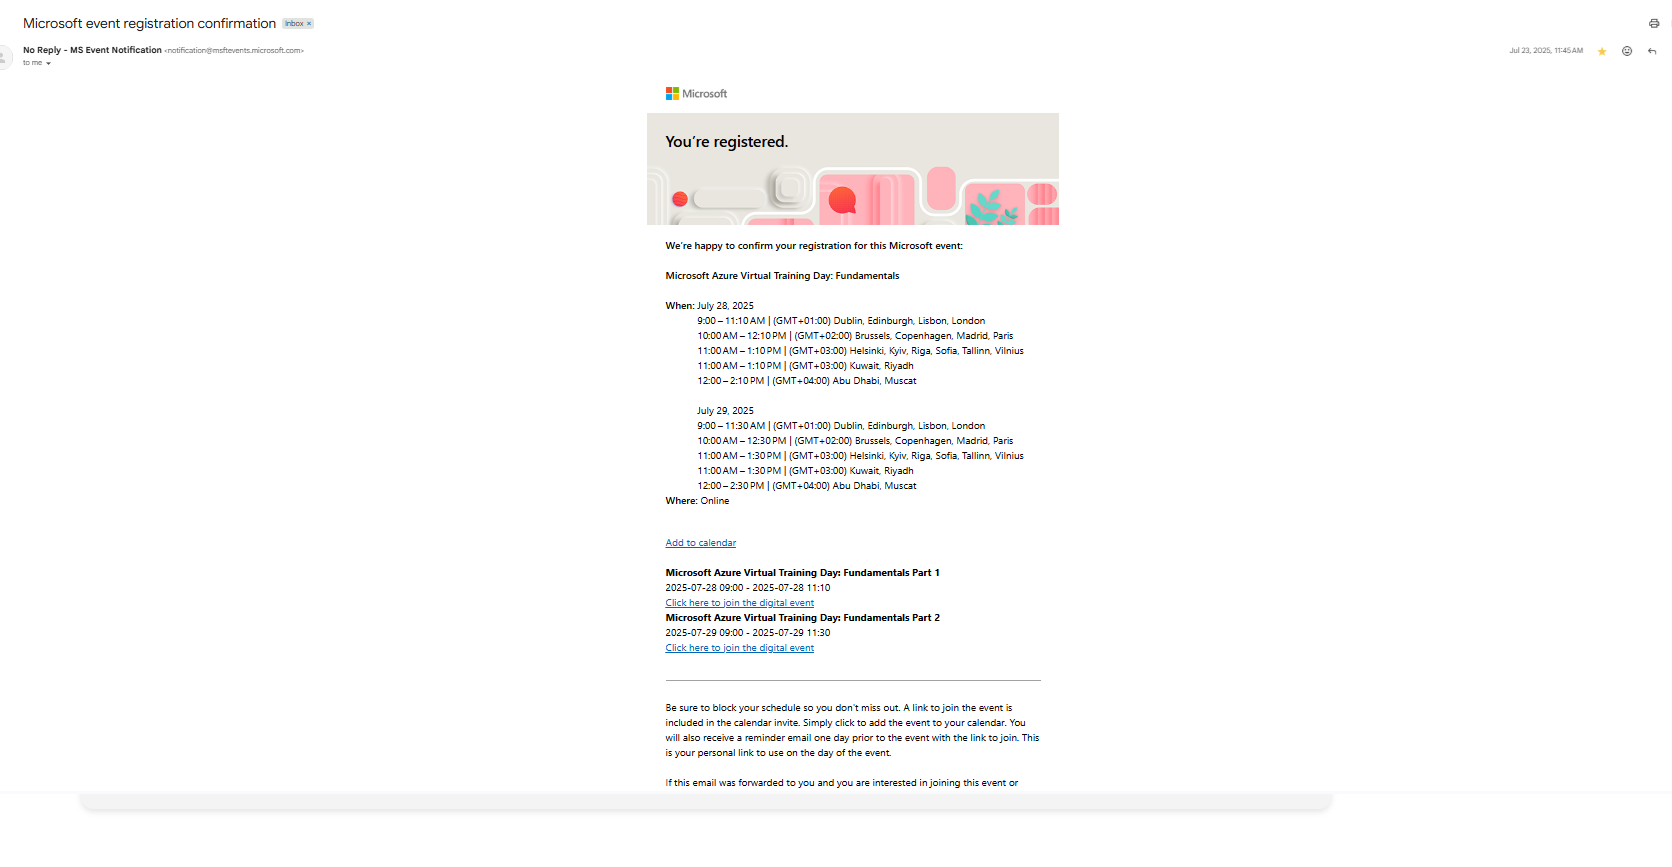 Microsoft event registration confirmation Inbox ×
No Reply - MS Event Notification <notification@msftevents.microsoft.com>
Jul 23, 2025, 11:45 AM
to me
Microsoft
You're registered.
We're happy to confirm your registration for this Microsoft event:
Microsoft Azure Virtual Training Day: Fundamentals
When: July 28, 2025
9:00 – 11:10 AM | (GMT+01:00) Dublin, Edinburgh, Lisbon, London
10:00 AM – 12:10 PM | (GMT+02:00) Brussels, Copenhagen, Madrid, Paris
11:00 AM – 1:10 PM | (GMT+03:00) Helsinki, Kyiv, Riga, Sofia, Tallinn, Vilnius
11:00 AM – 1:10 PM | (GMT+03:00) Kuwait, Riyadh
12:00 – 2:10 PM | (GMT+04:00) Abu Dhabi, Muscat
July 29, 2025
9:00 – 11:30 AM | (GMT+01:00) Dublin, Edinburgh, Lisbon, London
10:00 AM – 12:30 PM | (GMT+02:00) Brussels, Copenhagen, Madrid, Paris
11:00 AM – 1:30 PM | (GMT+03:00) Helsinki, Kyiv, Riga, Sofia, Tallinn, Vilnius
11:00 AM – 1:30 PM | (GMT+03:00) Kuwait, Riyadh
12:00 – 2:30 PM | (GMT+04:00) Abu Dhabi, Muscat
Where: Online
Add to calendar
Microsoft Azure Virtual Training Day: Fundamentals Part 1
2025-07-28 09:00 - 2025-07-28 11:10
Click here to join the digital event
Microsoft Azure Virtual Training Day: Fundamentals Part 2
2025-07-29 09:00 - 2025-07-29 11:30
Click here to join the digital event
Be sure to block your schedule so you don't miss out. A link to join the event is
included in the calendar invite. Simply click to add the event to your calendar. You
will also receive a reminder email one day prior to the event with the link to join. This
is your personal link to use on the day of the event.
If this email was forwarded to you and you are interested in joining this event or